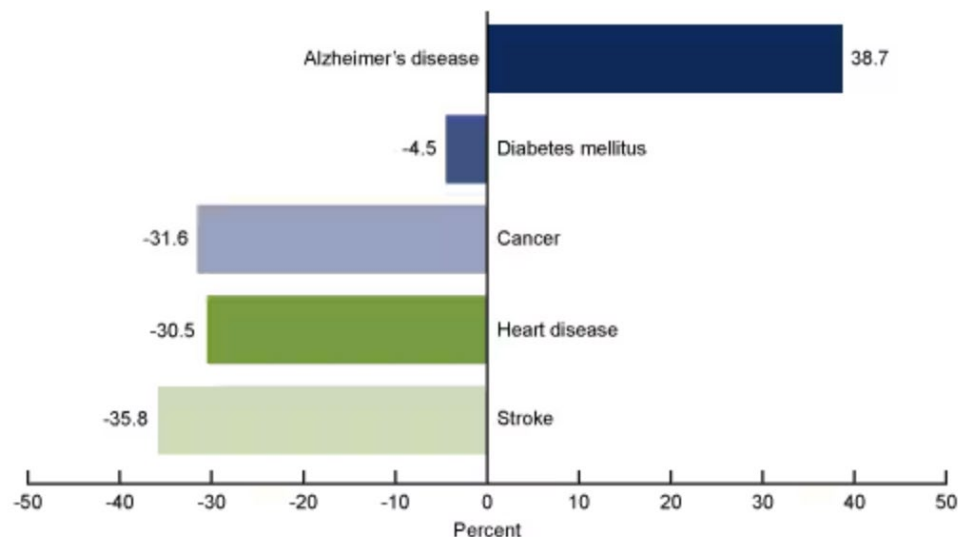 Alzheimer's disease 38.7
-4.5 Diabetes mellitus
-31.6 Cancer
-30.5 Heart disease
-35.8 Stroke
-50 -40 -30 -20 -10 0 10 20 30 40 50
Percent